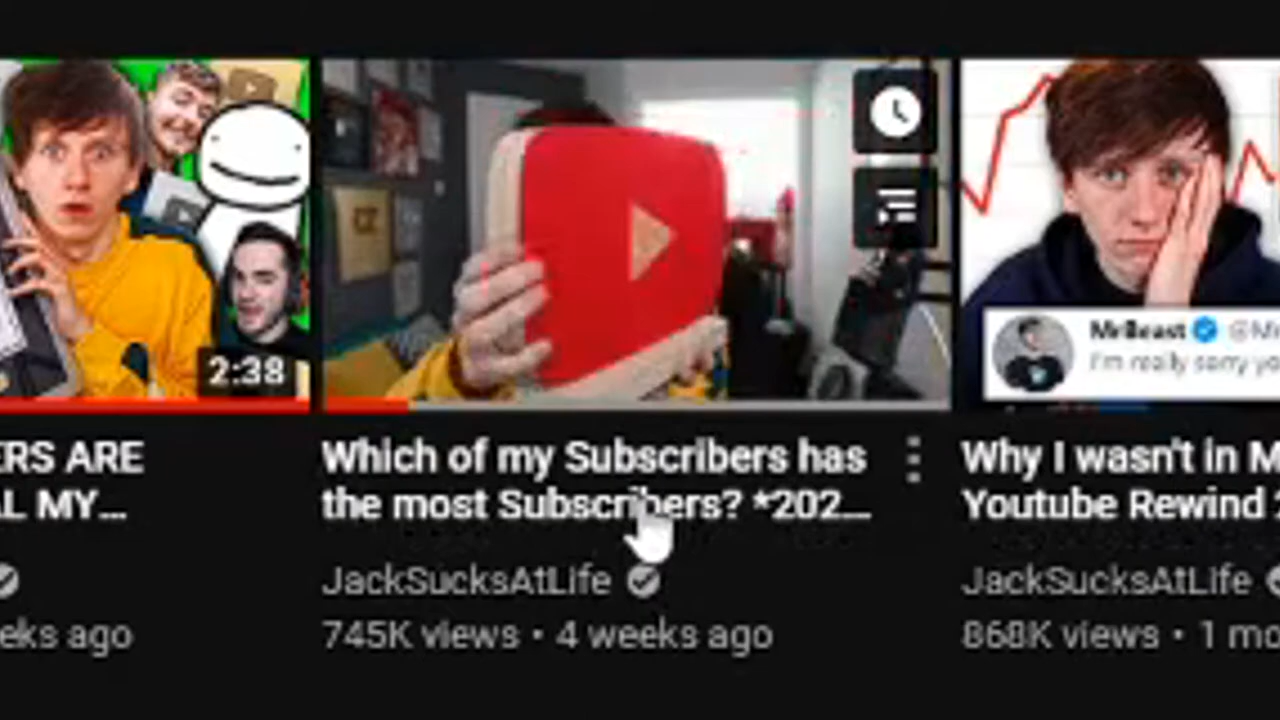 2:38
MrBeast
I'm really sorry yo
ERS ARE
L MY...
eks ago
Which of my Subscribers has
the most Subscribers? *202...
JackSucksAtLife
745K views • 4 weeks ago
Why I wasn't in M
Youtube Rewind
JackSucksAtLife
868K views • 1 mo